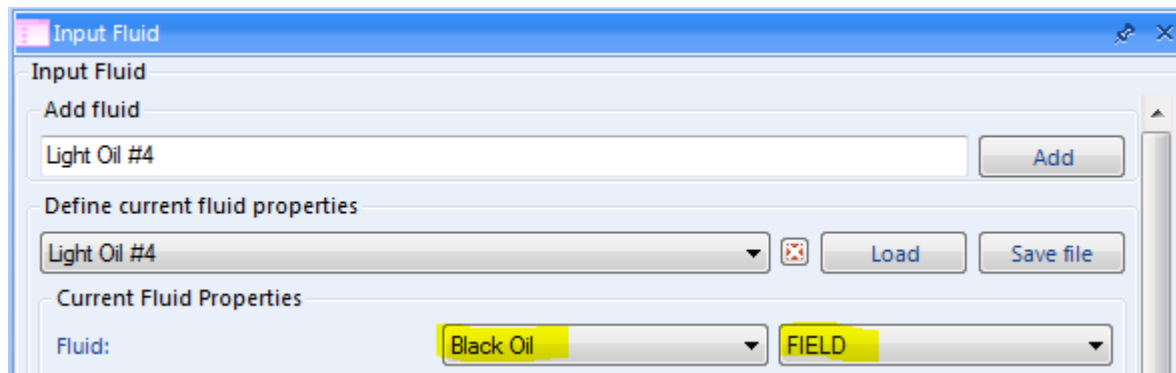 Input Fluid
Input Fluid
Add fluid
Light Oil #4 Add
Define current fluid properties
Light Oil #4 Load Save file
Current Fluid Properties
Fluid: Black Oil FIELD